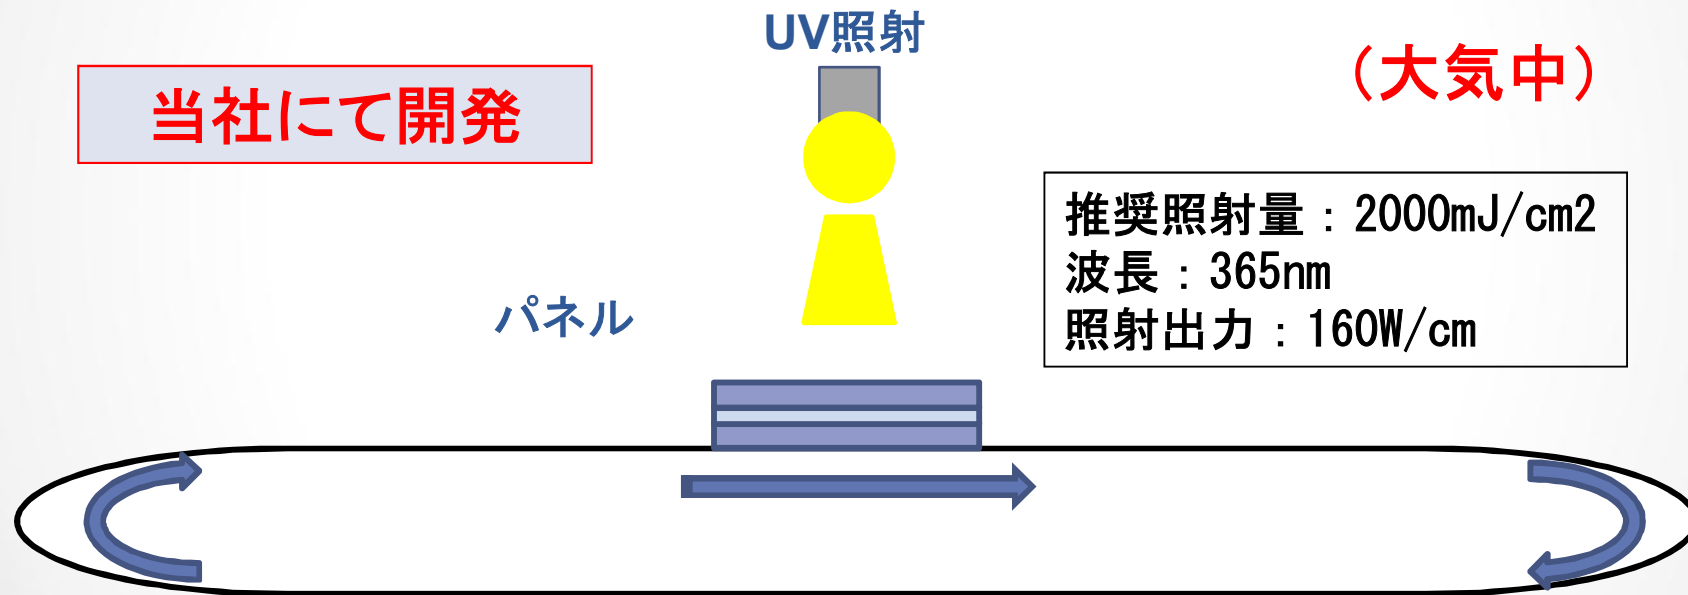 UV照射
(大気中)
当社にて開発
推奨照射量：2000mJ/cm2
波長：365nm
照射出力：160W/cm
パネル